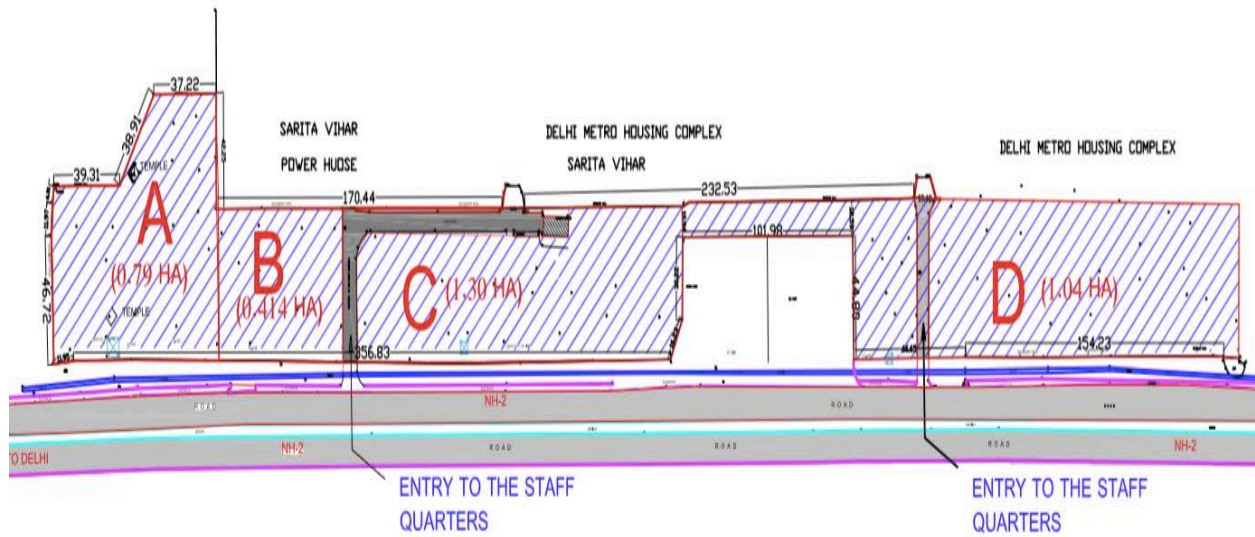 37.22
38.91
SARITA VIHAR
POWER HUOSE
DELHI METRO HOUSING COMPLEX
SARITA VIHAR
DELHI METRO HOUSING COMPLEX
39.31
TEMPLE
170.44
232.53
A
(0.79 HA)
46.72
TEMPLE
B
(0.414 HA)
C
(1.30 HA)
101.98
44.80
D
(1.04 HA)
356.83
154.23
ROAD
NH-2
ROAD
NH-2
ROAD
ROAD
ROAD
NH-2
TO DELHI
ENTRY TO THE STAFF
QUARTERS
ENTRY TO THE STAFF
QUARTERS